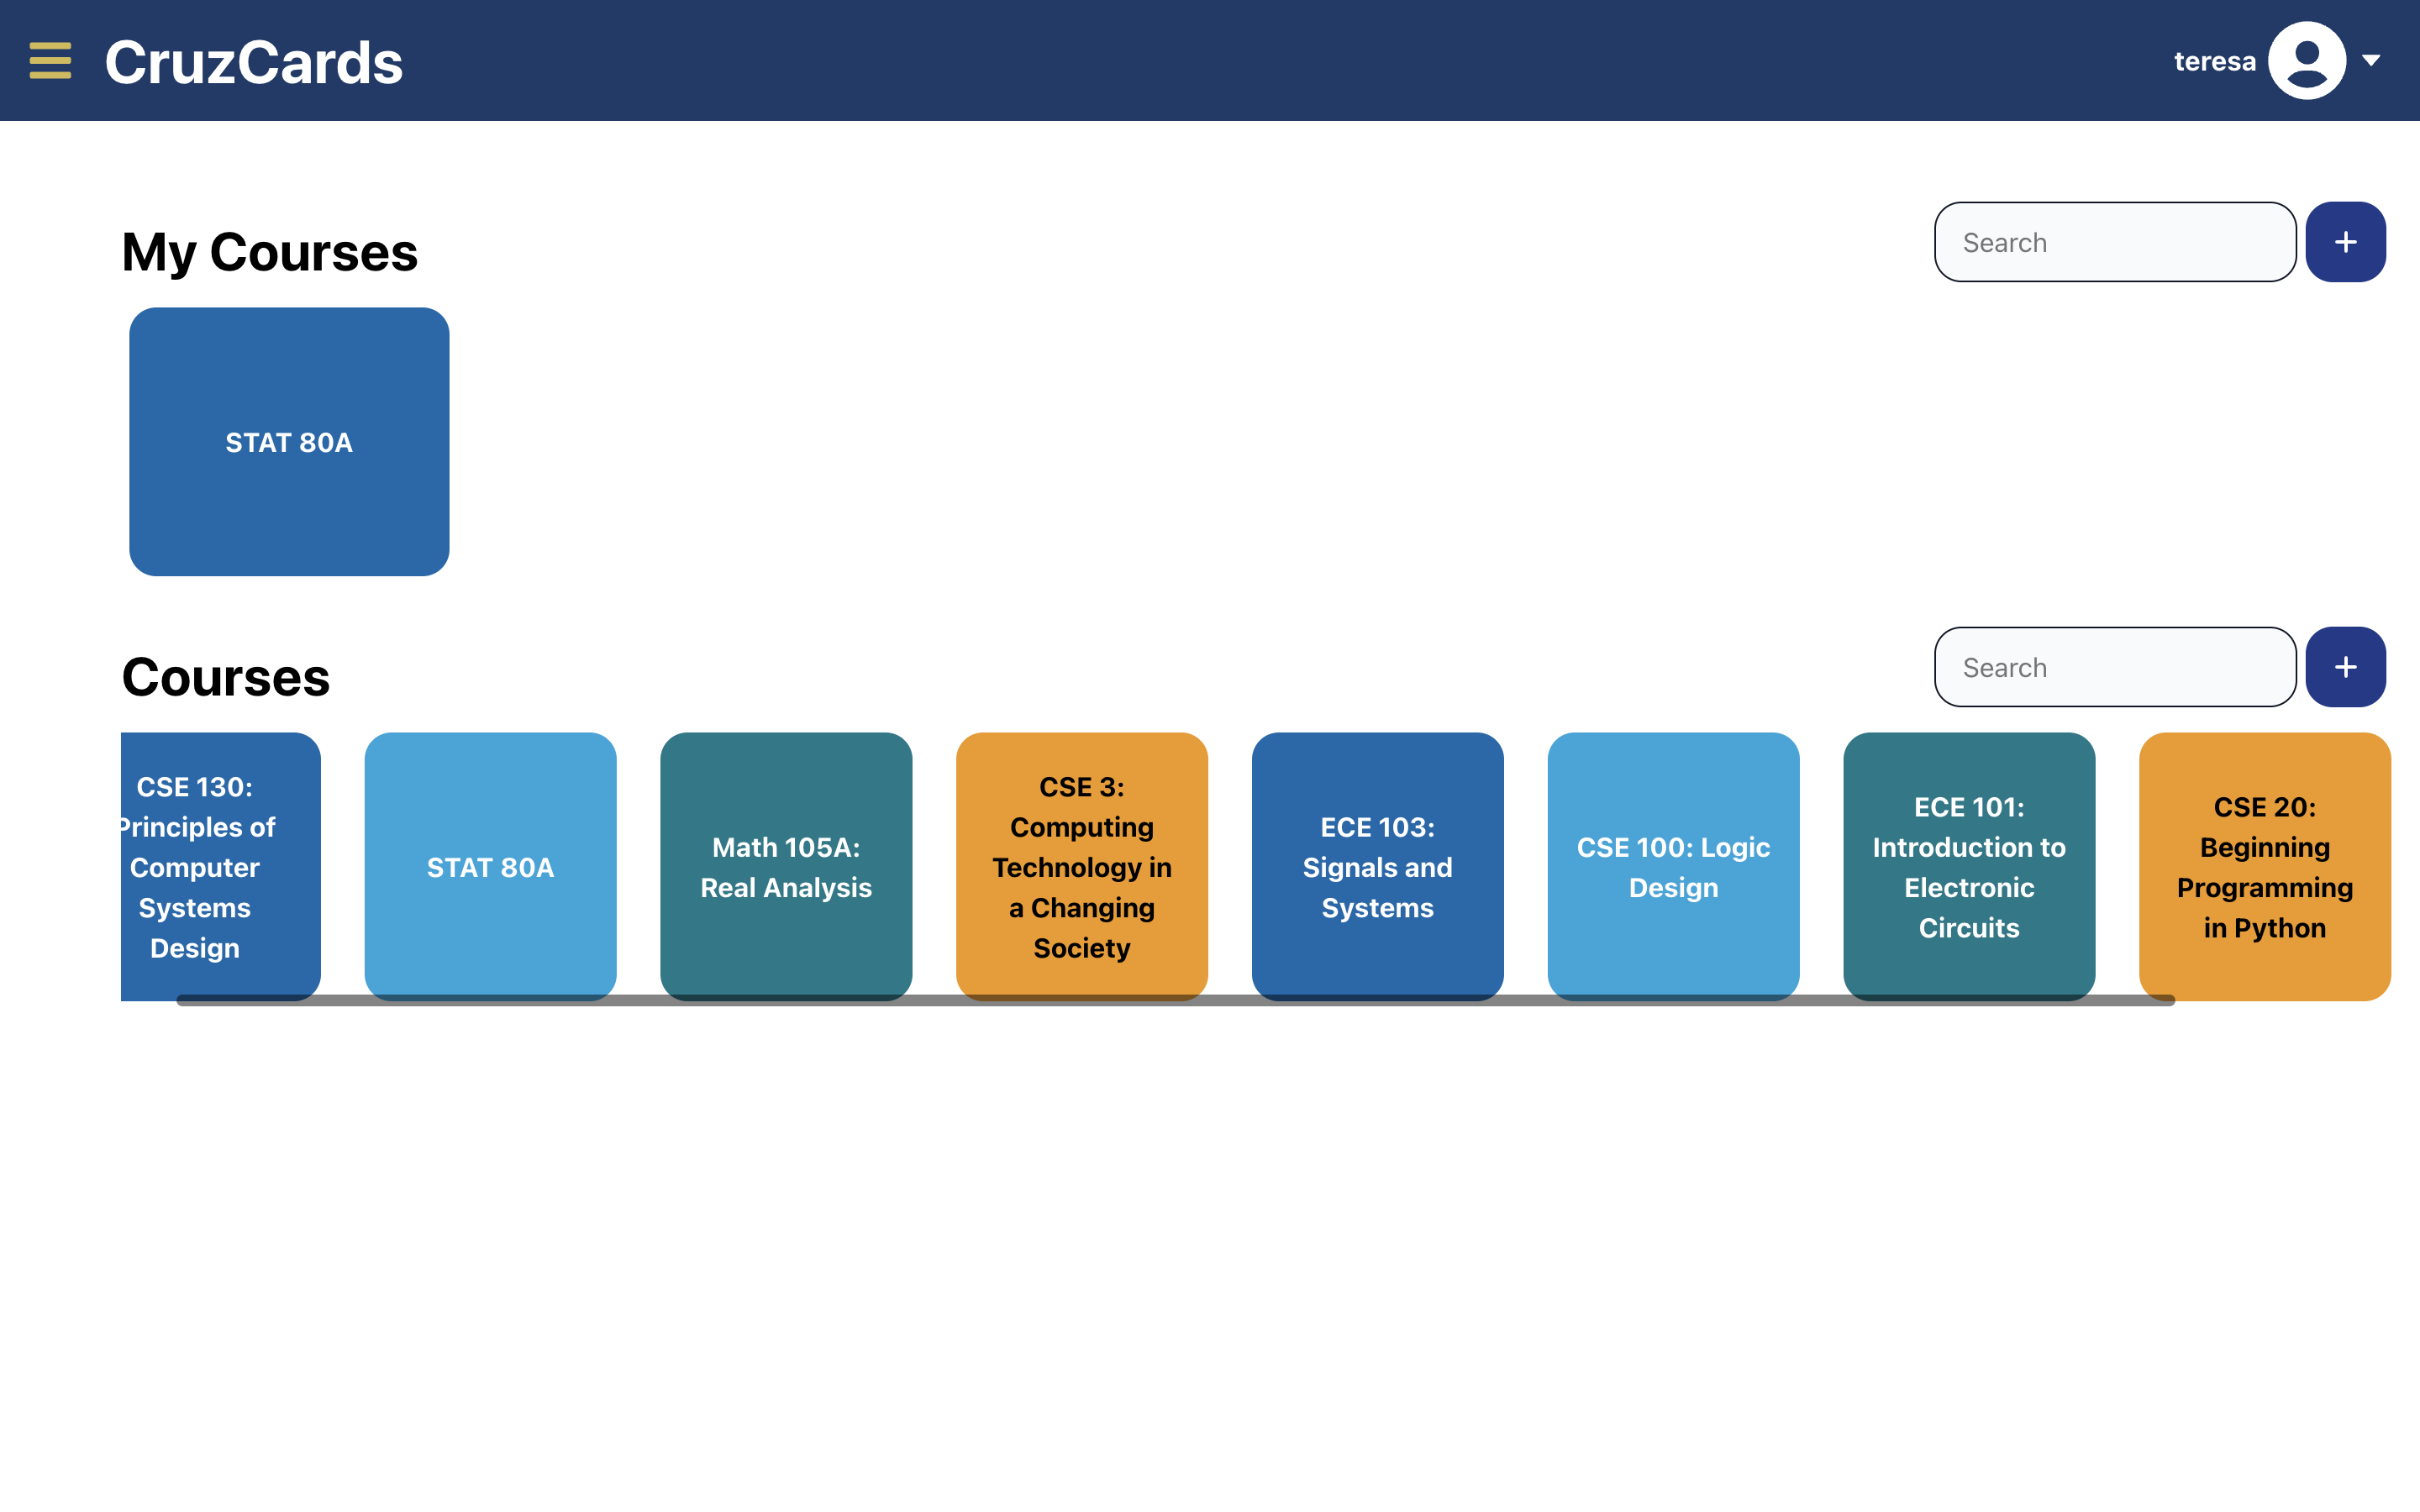 CruzCards
teresa
My Courses
Search
+
STAT 80A
Courses
Search
+
CSE 130:
Principles of
Computer
Systems
Design
STAT 80A
Math 105A:
Real Analysis
CSE 3:
Computing
Technology in
a Changing
Society
ECE 103:
Signals and
Systems
CSE 100: Logic
Design
ECE 101:
Introduction to
Electronic
Circuits
CSE 20:
Beginning
Programming
in Python